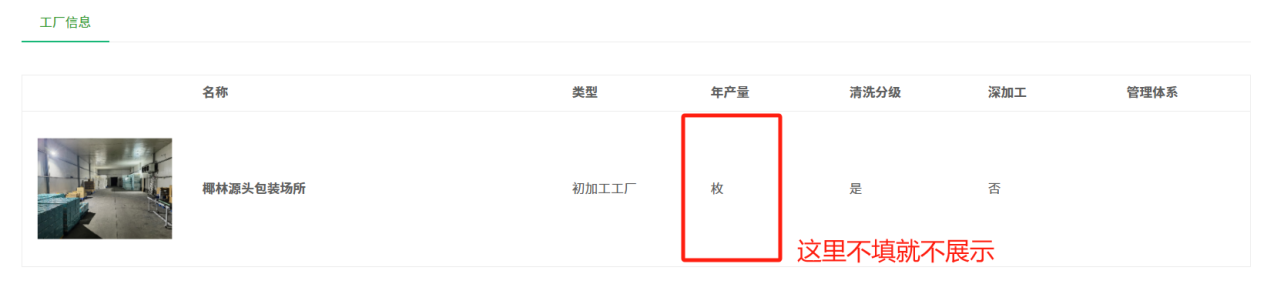 工厂信息
名称 类型 年产量 清洗分级 深加工 管理体系
椰林源头包装场所 初加工工厂 枚 是 否
这里不填就不展示